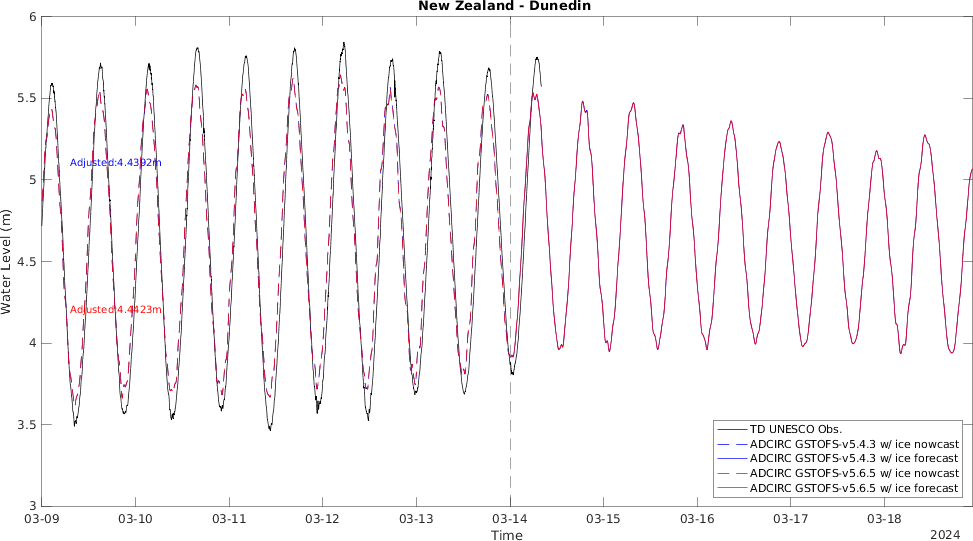 New Zealand - Dunedin
6
5.5
5
4.5
4
3.5
3
Water Level (m)
Adjusted:4.4392m
Adjusted:4.4423m
TD UNESCO Obs.
ADCIRC GSTOFS-v5.4.3 w/ ice nowcast
ADCIRC GSTOFS-v5.4.3 w/ ice forecast
ADCIRC GSTOFS-v5.6.5 w/ ice nowcast
ADCIRC GSTOFS-v5.6.5 w/ ice forecast
03-09 03-10 03-11 03-12 03-13 03-14 03-15 03-16 03-17 03-18
Time
2024